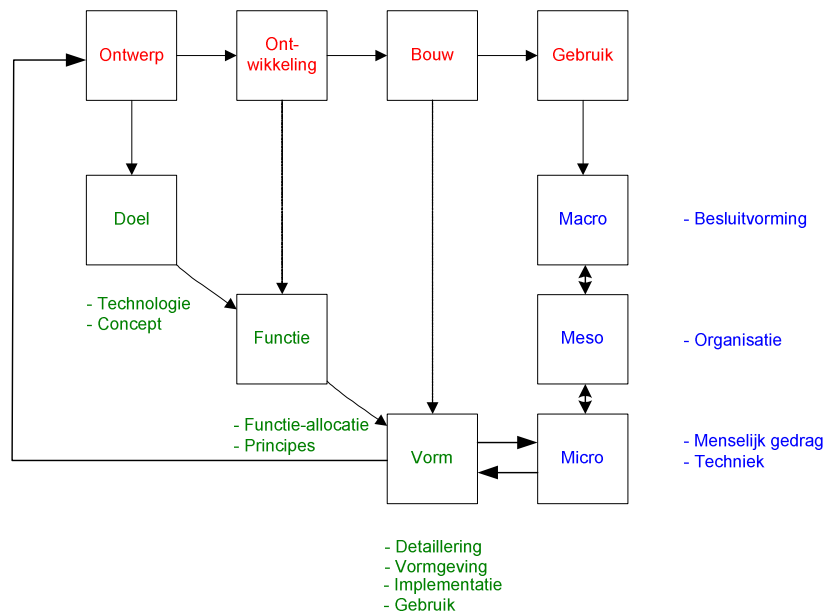 Ontwerp
Ont-
wikkeling
Bouw
Gebruik
Doel
Macro
- Besluitvorming
- Technologie
- Concept
Functie
Meso
- Organisatie
- Functie-allocatie
- Principes
Vorm
Micro
- Menselijk gedrag
- Techniek
- Detaillering
- Vormgeving
- Implementatie
- Gebruik